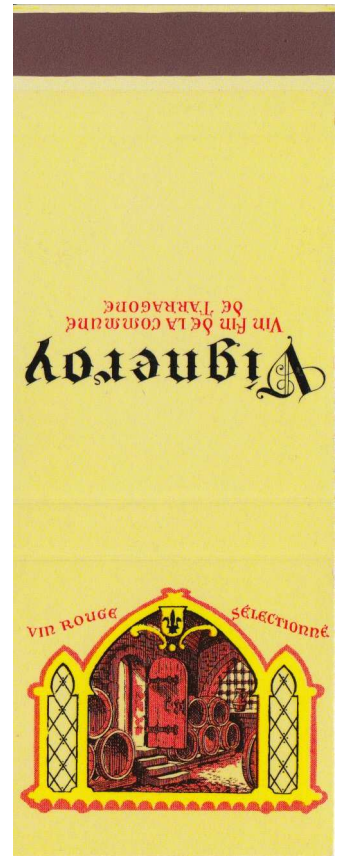 Vigneroy
Vin fin de la commune
de Tarragone
VIN ROUGE SÉLECTIONNÉ